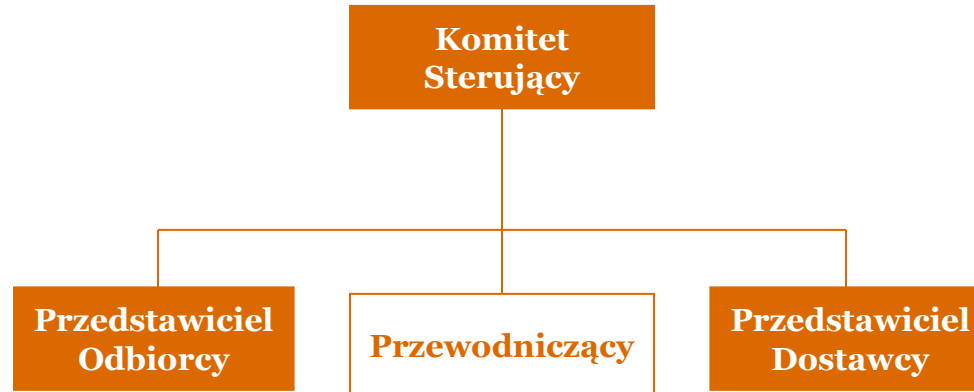 Komitet
Sterujący
Przedstawiciel
Odbiorcy
Przewodniczący
Przedstawiciel
Dostawcy